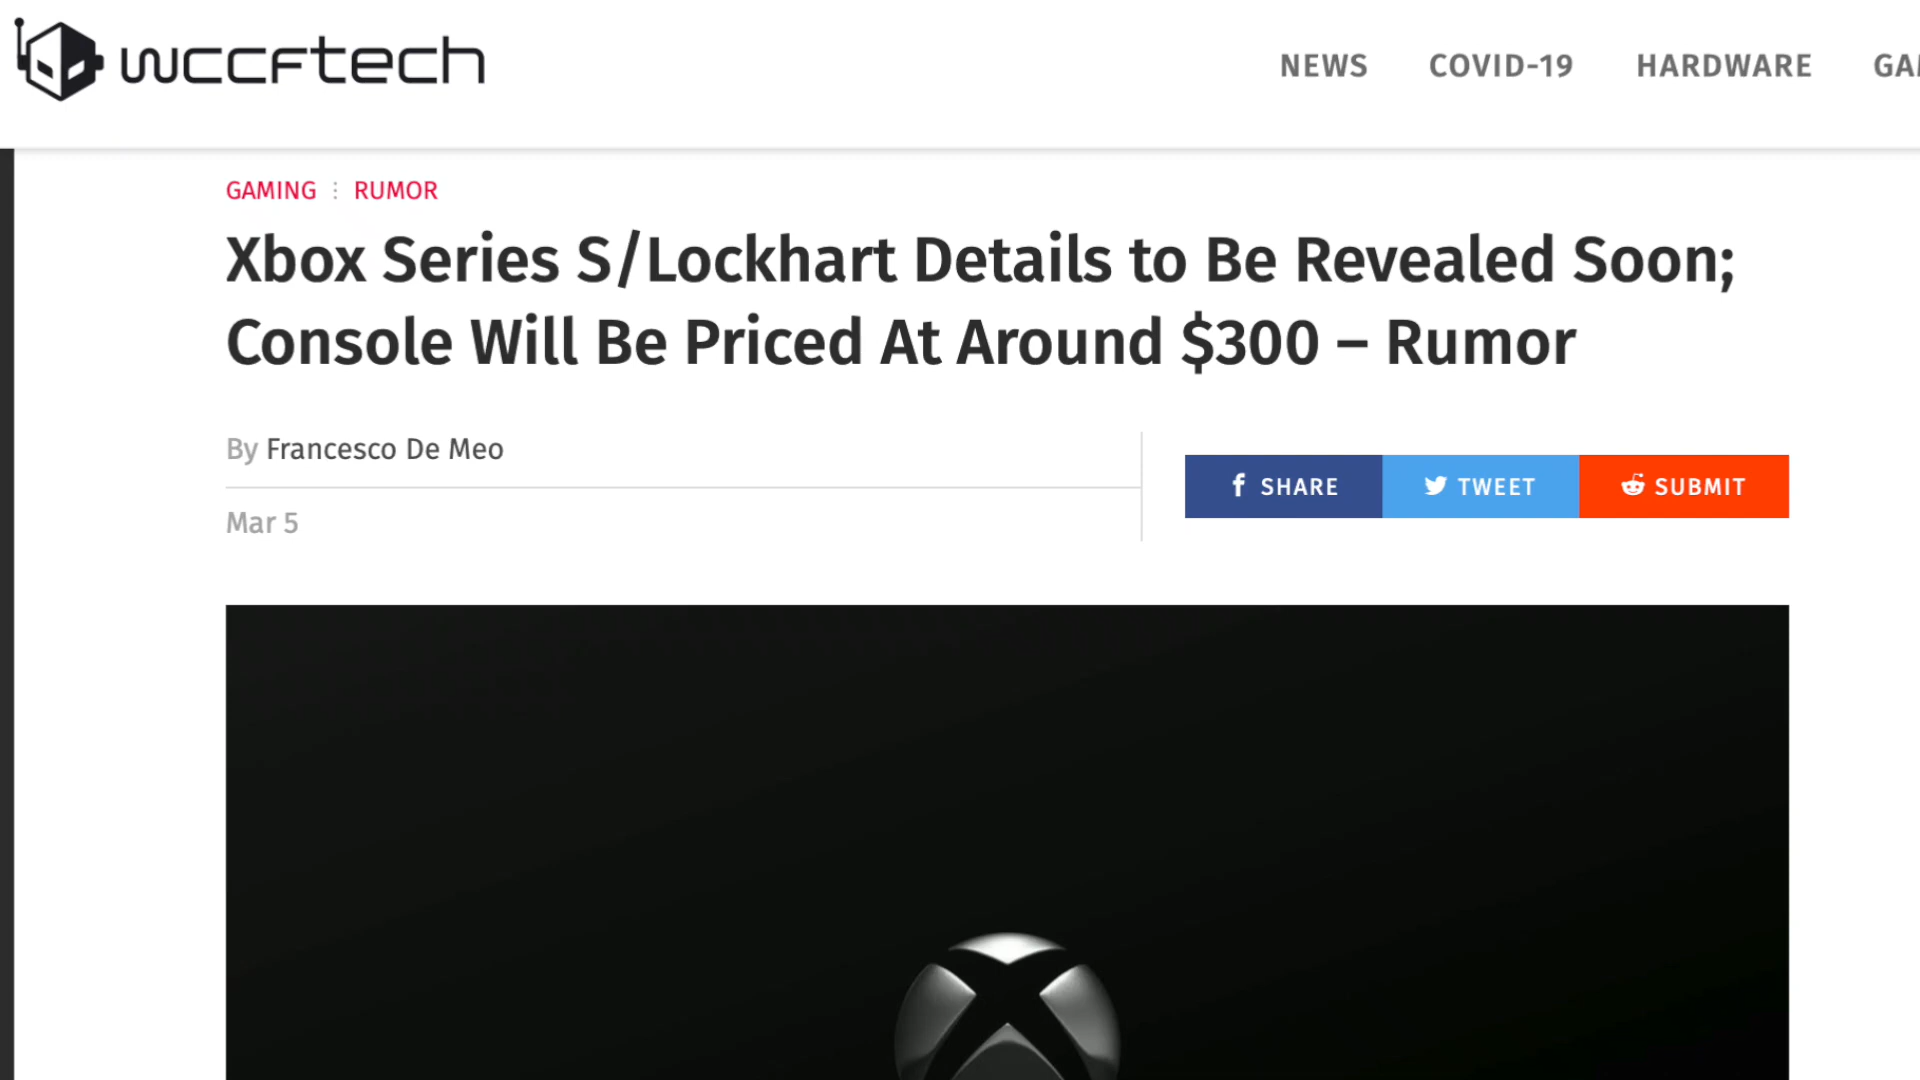 wccftech
NEWS COVID-19 HARDWARE
GAMING RUMOR
Xbox Series S/Lockhart Details to Be Revealed Soon;
Console Will Be Priced At Around $300 – Rumor
By Francesco De Meo
Mar 5
SHARE TWEET SUBMIT